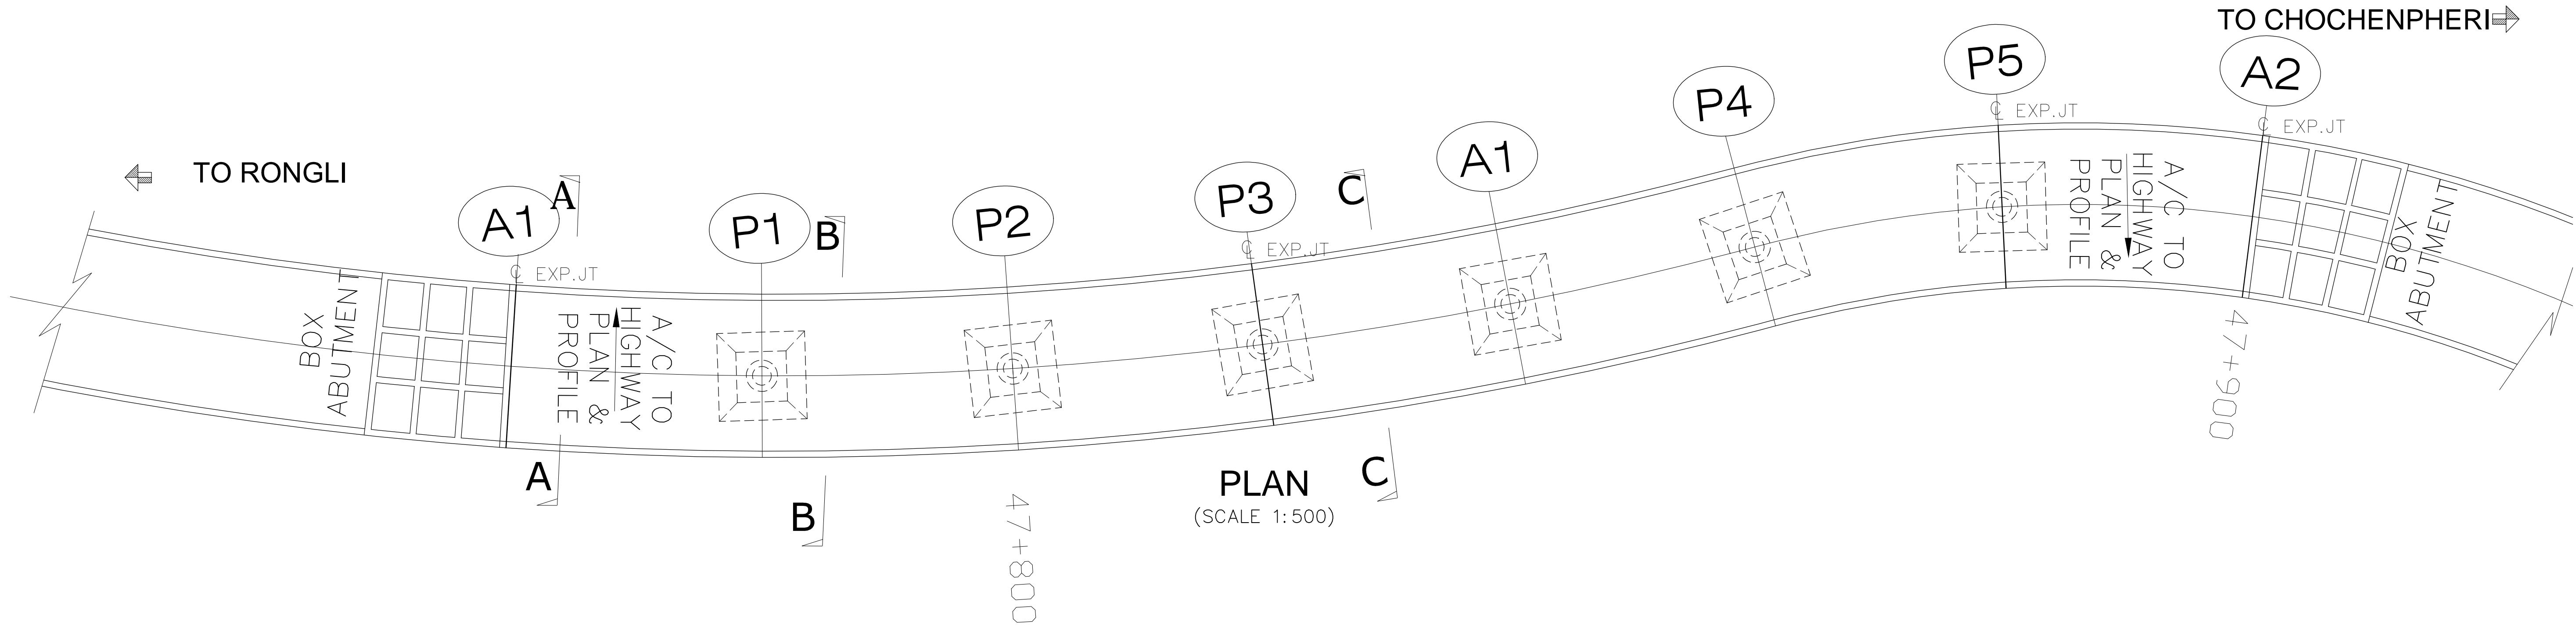 TO CHOCHENPHERI
TO RONGLI
A1
P1
P2
P3
A1
P4
P5
A2
℄ EXP.JT
℄ EXP.JT
℄ EXP.JT
℄ EXP.JT
A
A
B
B
C
C
BOX
ABUTMENT
A/C TO
HIGHWAY
PLAN &
PROFILE
A/C TO
HIGHWAY
PLAN &
PROFILE
BOX
ABUTMENT
47+800
47+900
PLAN
(SCALE 1:500)